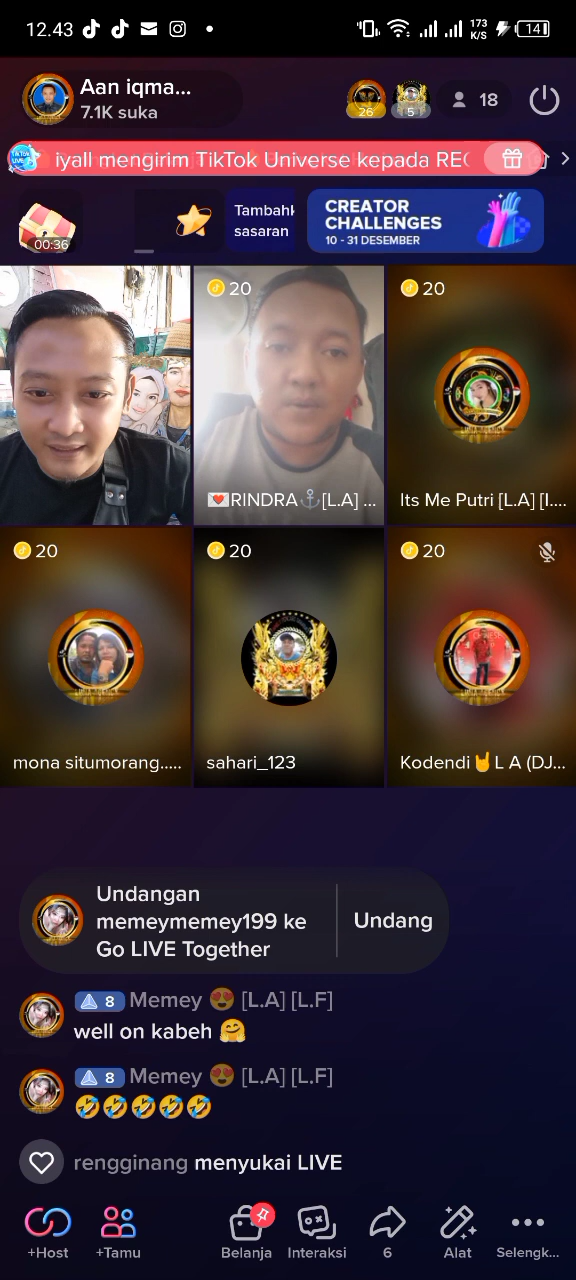 12.43
173
K/S
14
Aan iqma...
7.1K suka
26
5
18
iyall mengirim TikTok Universe kepada REG
00:36
Tambahk
sasaran
CREATOR
CHALLENGES
10 - 31 DESEMBER
20
20
💌RINDRA⚓[L.A] ...
Its Me Putri [L.A] [I....
20
20
20
mona situmorang.....
sahari_123
Kodendi🤘L A (DJ...
Undangan
memeymemey199 ke
Go LIVE Together
Undang
8 Memey 😍 [L.A] [L.F]
well on kabeh 🤗
8 Memey 😍 [L.A] [L.F]
🤣🤣🤣🤣🤣
rengginang menyukai LIVE
+Host
+Tamu
Belanja
Interaksi
6
Alat
Selengk...